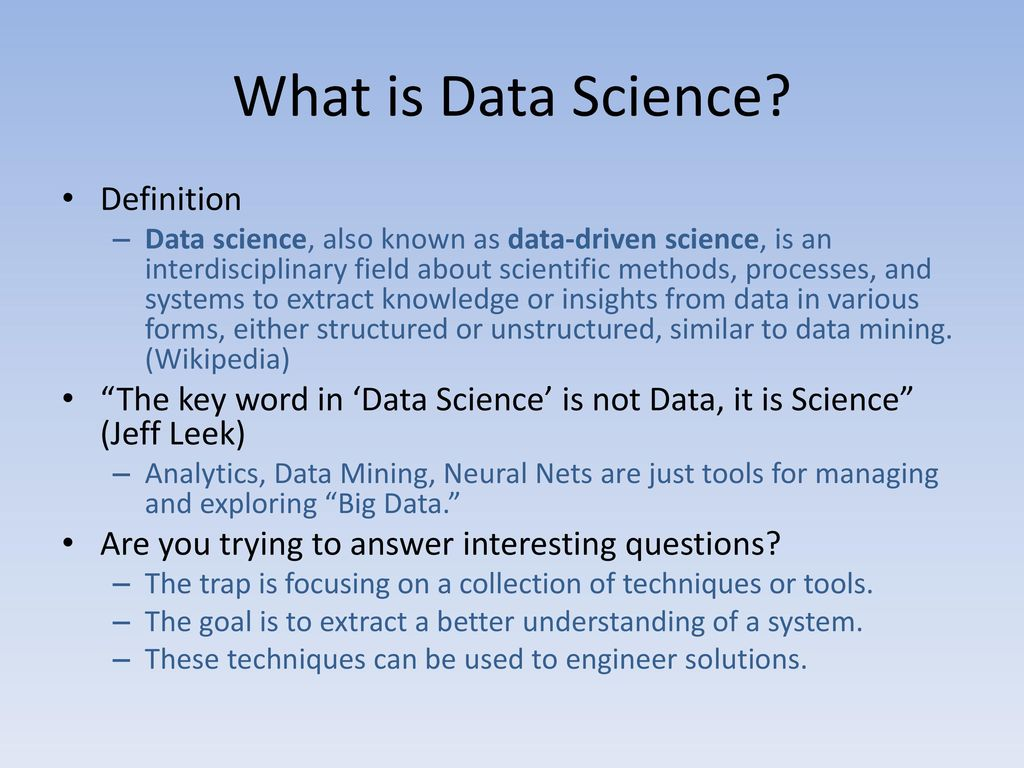 What is Data Science?
• Definition
– Data science, also known as data-driven science, is an
interdisciplinary field about scientific methods, processes, and
systems to extract knowledge or insights from data in various
forms, either structured or unstructured, similar to data mining.
(Wikipedia)
• “The key word in ‘Data Science’ is not Data, it is Science”
(Jeff Leek)
– Analytics, Data Mining, Neural Nets are just tools for managing
and exploring “Big Data.”
• Are you trying to answer interesting questions?
– The trap is focusing on a collection of techniques or tools.
– The goal is to extract a better understanding of a system.
– These techniques can be used to engineer solutions.